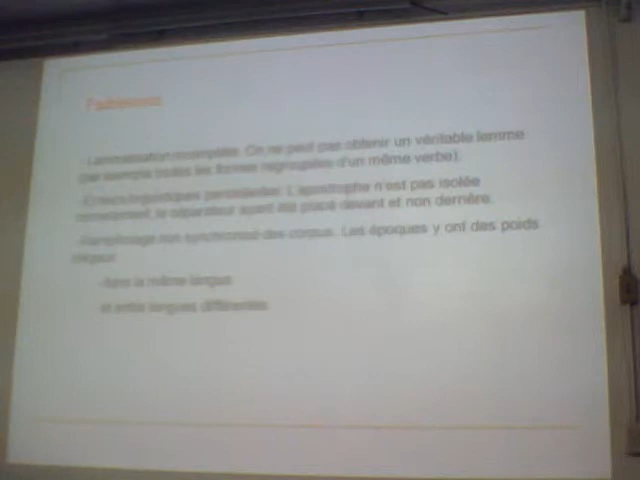 Faiblesses
- Lemmatisation incomplète. On ne peut pas obtenir un véritable lemme
(par exemple toutes les formes regroupées d'un même verbe).
- Erreurs linguistiques persistantes. L'apostrophe n'est pas isolée
correctement, le séparateur ayant été placé devant et non derrière.
- non synchronisé des corpus. Les époques y ont des poids
- dans la même langue
et entre langues différentes